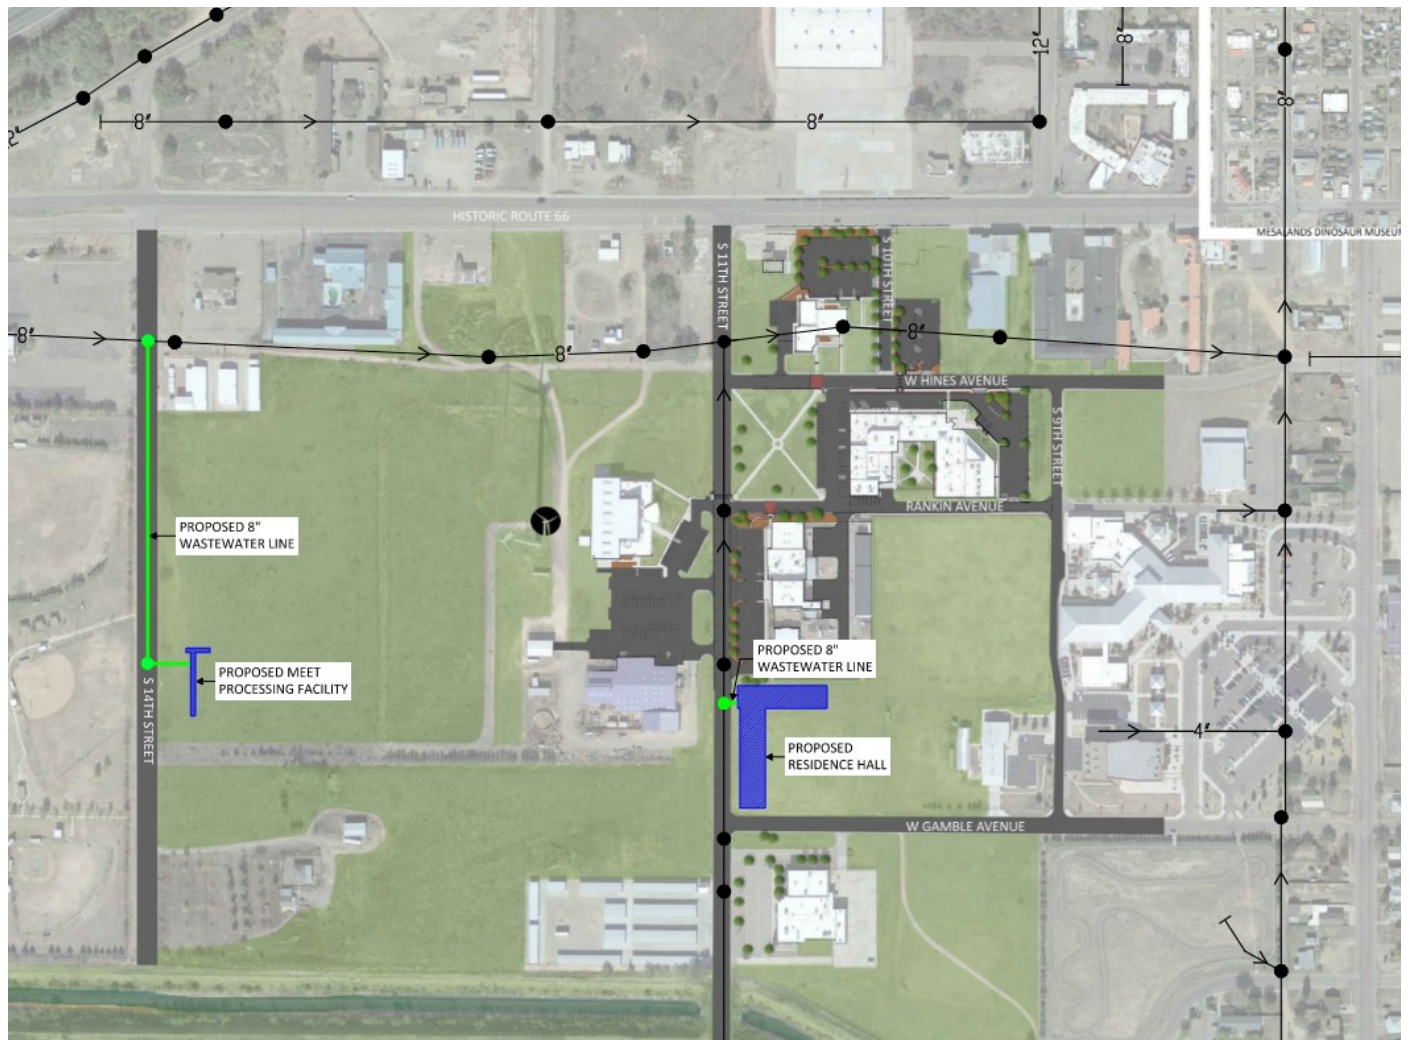 12"
8'
8"
8"
12"
8"
8"
HISTORIC ROUTE 66
MESALANDS DINOSAUR MUSEUM
S 11TH STREET
S 10TH STREET
8"
8"
8"
W HINES AVENUE
S 9TH STREET
RANKIN AVENUE
PROPOSED 8"
WASTEWATER LINE
PROPOSED MEET
PROCESSING FACILITY
S 14TH STREET
PROPOSED 8"
WASTEWATER LINE
PROPOSED
RESIDENCE HALL
4"
W GAMBLE AVENUE